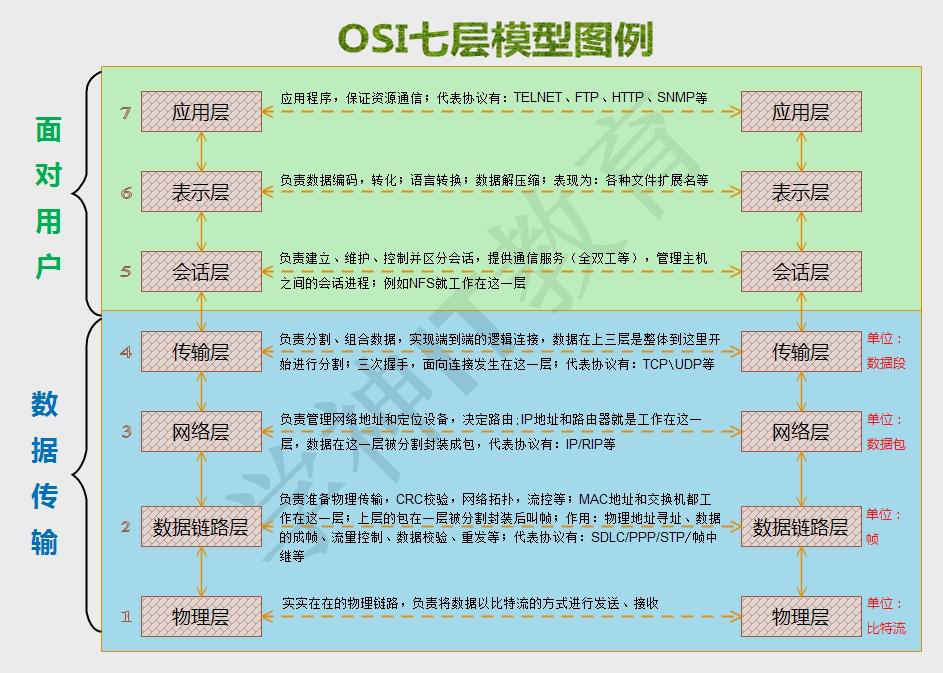 OSI七层模型图例
面对用户
数据传输
7
应用层
应用程序，保证资源通信；代表协议有：TELNET、FTP、HTTP、SNMP等
应用层
6
表示层
负责数据编码，转化；语言转换；数据解压缩；表现为：各种文件扩展名等
表示层
5
会话层
负责建立、维护、控制并区分会话，提供通信服务（全双工等），管理主机
之间的会话进程；例如NFS就工作在这一层
会话层
4
传输层
负责分割、组合数据，实现端到端的逻辑连接，数据在上三层是整体到这里开
始进行分割；三次握手，面向连接发生在这一层；代表协议有：TCP\UDP等
传输层
单位：
数据段
3
网络层
负责管理网络地址和定位设备，决定路由;IP地址和路由器就是工作在这一
层，数据在这一层被分割封装成包，代表协议有：IP/RIP等
网络层
单位：
数据包
2
数据链路层
负责准备物理传输，CRC校验，网络拓扑，流控等；MAC地址和交换机都工
作在这一层；上层的包在一层被分割封装后叫帧；作用：物理地址寻址、数据
的成帧、流量控制、数据校验、重发等；代表协议有：SDLC/PPP/STP/帧中
继等
数据链路层
单位：
帧
1
物理层
实实在在的物理链路，负责将数据以比特流的方式进行发送、接收
物理层
单位：
比特流
学神IT教育